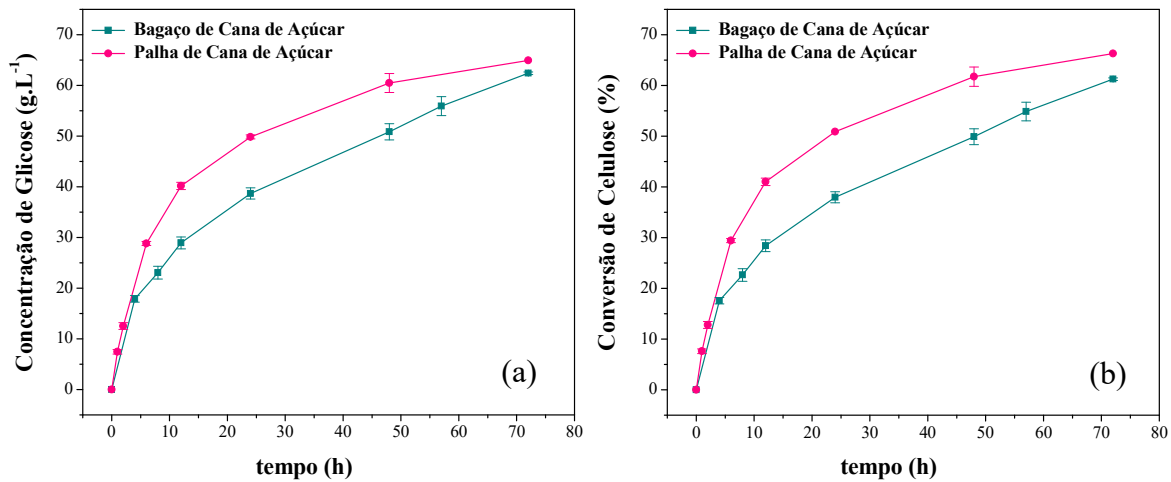 Bagaço de Cana de Açúcar
Palha de Cana de Açúcar
Concentração de Glicose (g.L⁻¹)
70
60
50
40
30
20
10
0
(a)
0 10 20 30 40 50 60 70 80
tempo (h)
Bagaço de Cana de Açúcar
Palha de Cana de Açúcar
Conversão de Celulose (%)
70
60
50
40
30
20
10
0
(b)
0 10 20 30 40 50 60 70 80
tempo (h)